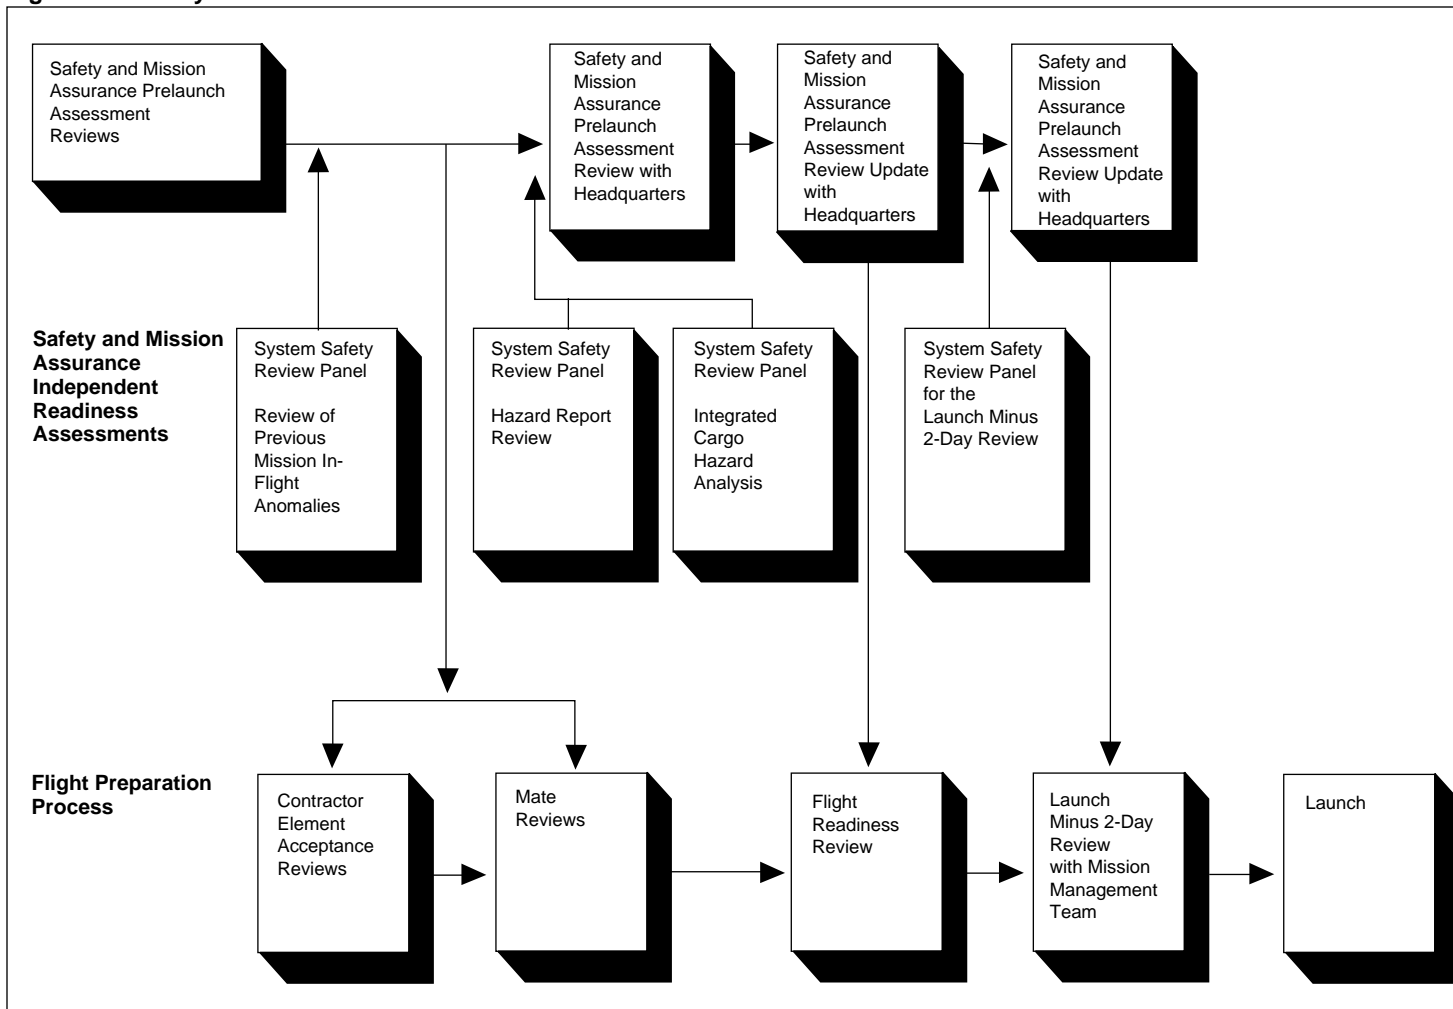 Safety and Mission
Assurance Prelaunch
Assessment
Reviews
Safety and
Mission
Assurance
Prelaunch
Assessment
Review with
Headquarters
Safety and
Mission
Assurance
Prelaunch
Assessment
Review Update
with
Headquarters
Safety and
Mission
Assurance
Prelaunch
Assessment
Review Update
with
Headquarters
Safety and Mission
Assurance
Independent
Readiness
Assessments
System Safety
Review Panel
Review of
Previous
Mission In-
Flight
Anomalies
System Safety
Review Panel
Hazard Report
Review
System Safety
Review Panel
Integrated
Cargo
Hazard
Analysis
System Safety
Review Panel
for the
Launch Minus
2-Day Review
Flight Preparation
Process
Contractor
Element
Acceptance
Reviews
Mate
Reviews
Flight
Readiness
Review
Launch
Minus 2-Day
Review
with Mission
Management
Team
Launch